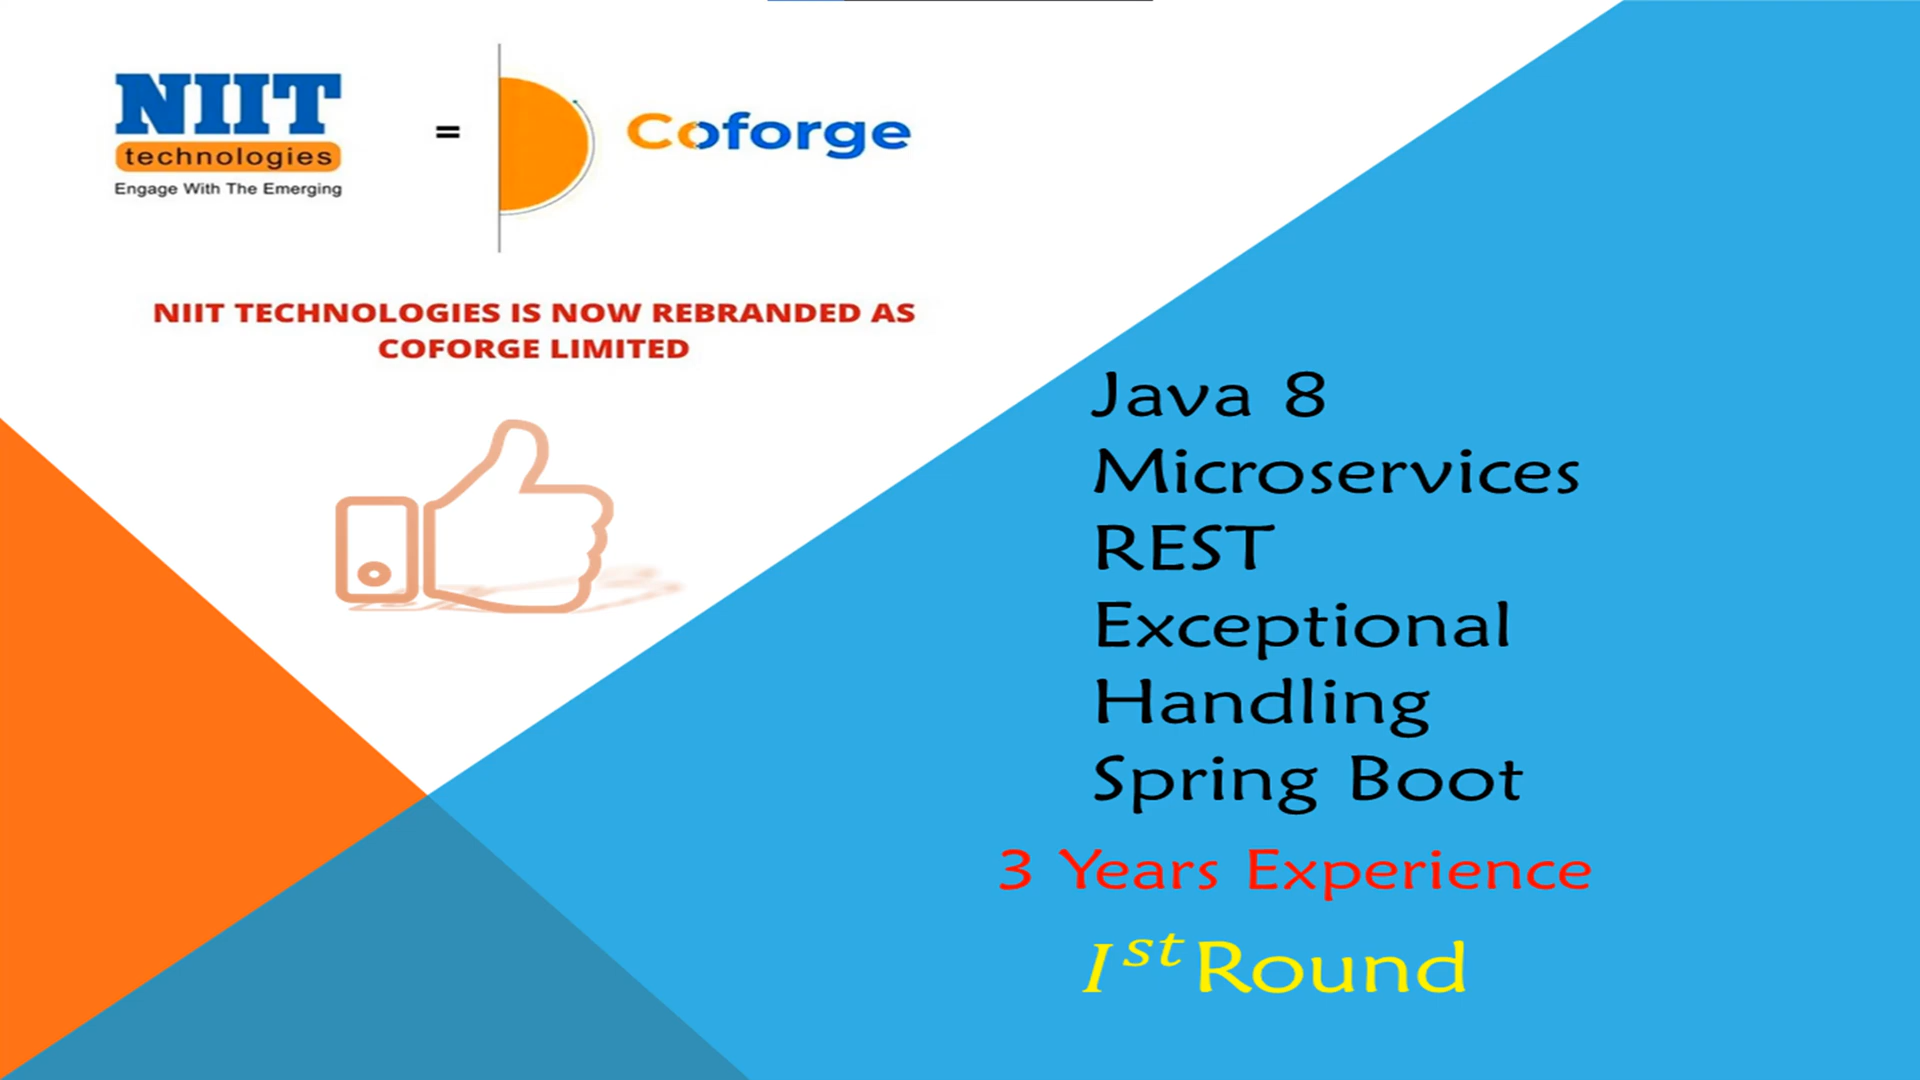 NIIT
technologies
Engage With The Emerging
=
Coforge
NIIT TECHNOLOGIES IS NOW REBRANDED AS
COFORGE LIMITED
Java 8
Microservices
REST
Exceptional
Handling
Spring Boot
3 Years Experience
I^st Round